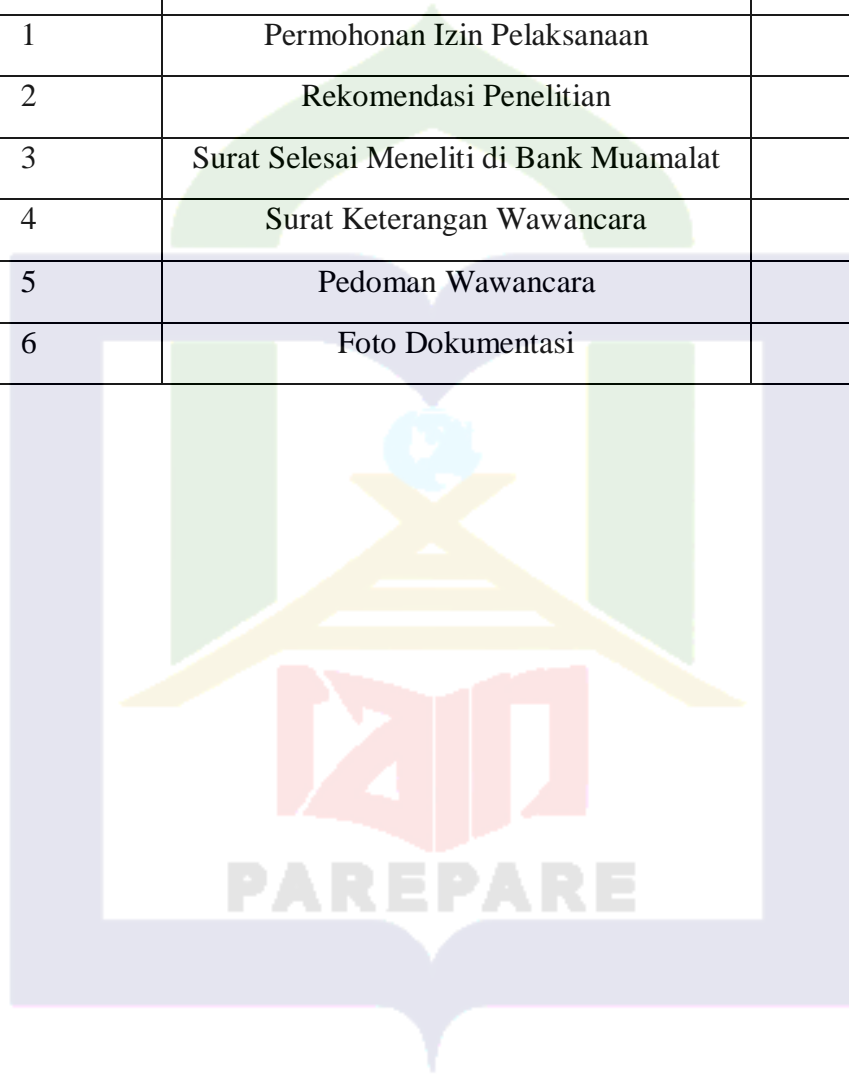 1 Permohonan Izin Pelaksanaan
2 Rekomendasi Penelitian
3 Surat Selesai Meneliti di Bank Muamalat
4 Surat Keterangan Wawancara
5 Pedoman Wawancara
6 Foto Dokumentasi
iain
PAREPARE